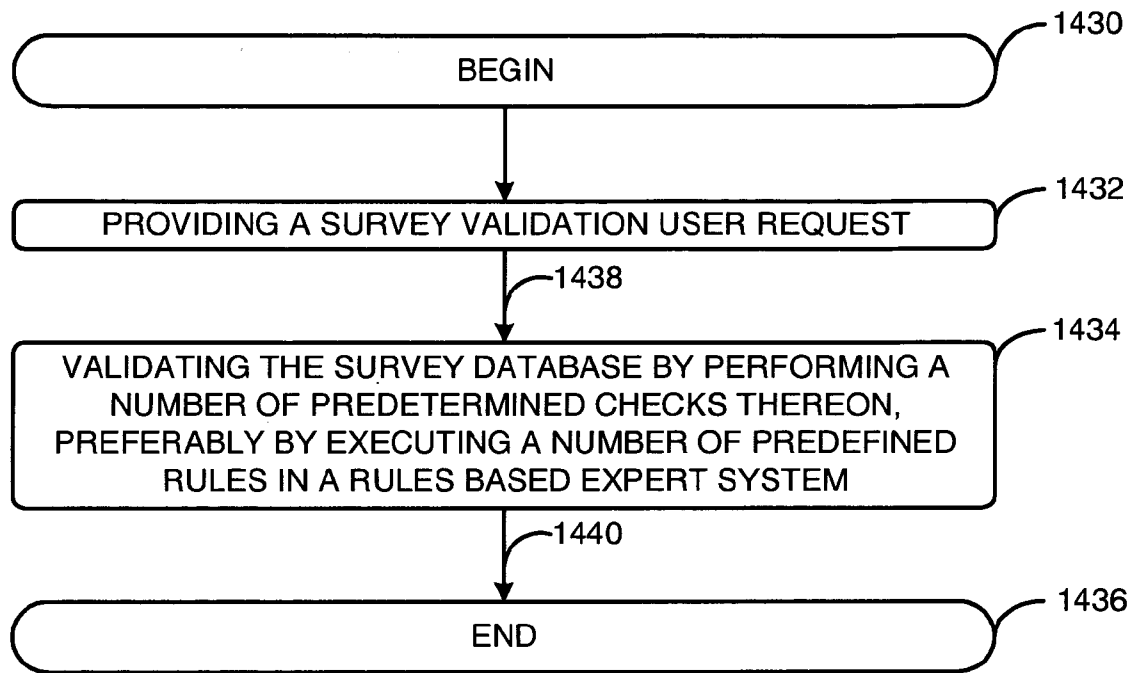 1430
BEGIN
1432
PROVIDING A SURVEY VALIDATION USER REQUEST
1438
1434
VALIDATING THE SURVEY DATABASE BY PERFORMING A
NUMBER OF PREDETERMINED CHECKS THEREON,
PREFERABLY BY EXECUTING A NUMBER OF PREDEFINED
RULES IN A RULES BASED EXPERT SYSTEM
1440
1436
END